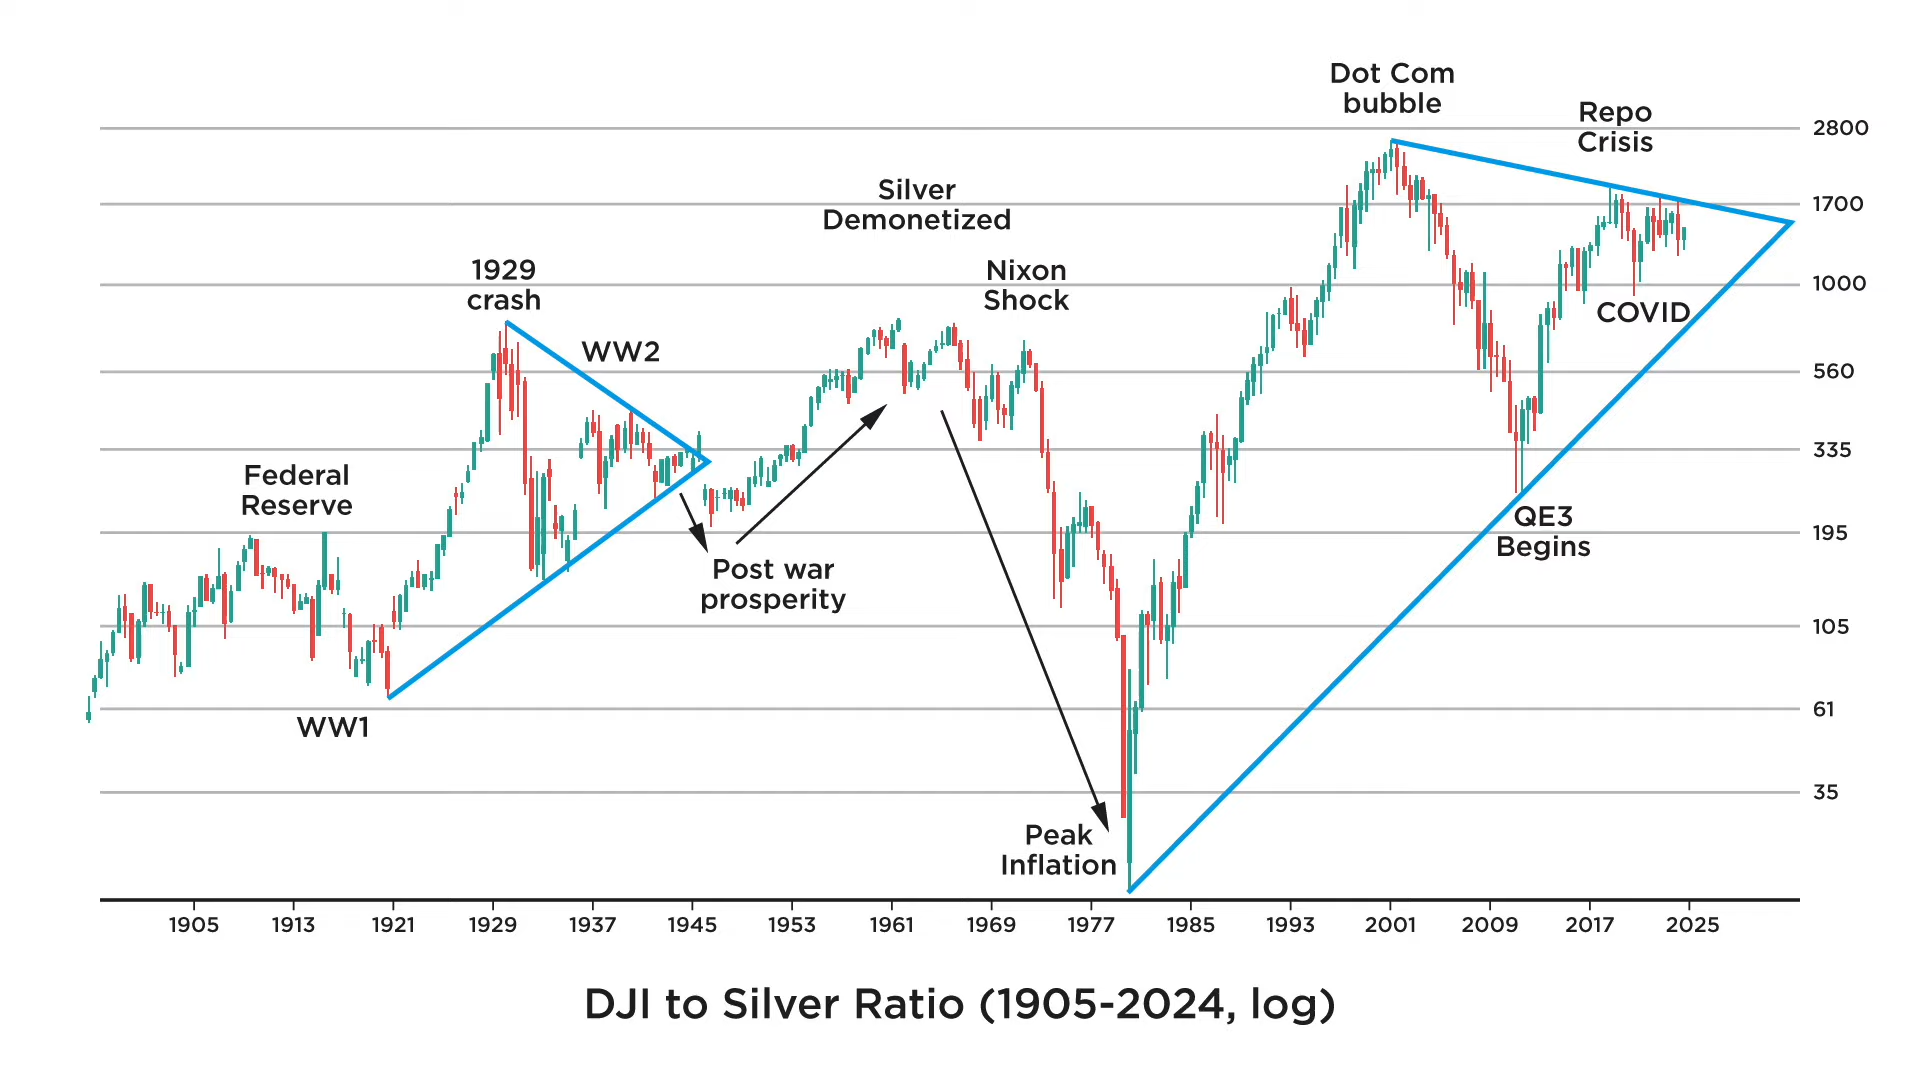 Dot Com
bubble
Repo
Crisis
2800
Silver
Demonetized
1700
1929
crash
Nixon
Shock
1000
COVID
WW2
560
335
Federal
Reserve
QE3
Begins
195
Post war
prosperity
105
WW1
61
35
Peak
Inflation
1905 1913 1921 1929 1937 1945 1953 1961 1969 1977 1985 1993 2001 2009 2017 2025
DJI to Silver Ratio (1905-2024, log)